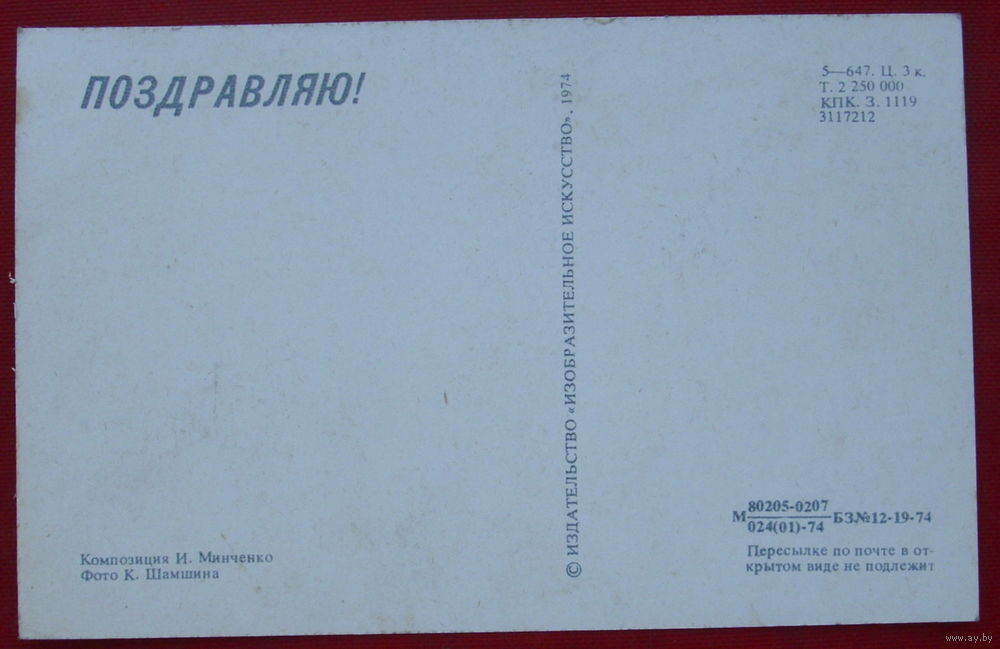 ПОЗДРАВЛЯЮ!
5—647. Ц. 3 к.
Т. 2 250 000
КПК. З. 1119
3117212
© ИЗДАТЕЛЬСТВО «ИЗОБРАЗИТЕЛЬНОЕ ИСКУССТВО», 1974
Композиция И. Минченко
Фото К. Шамшина
80205-0207
М БЗ№12-19-74
024(01)-74
Пересылке по почте в от-
крытом виде не подлежит
www.ay.by